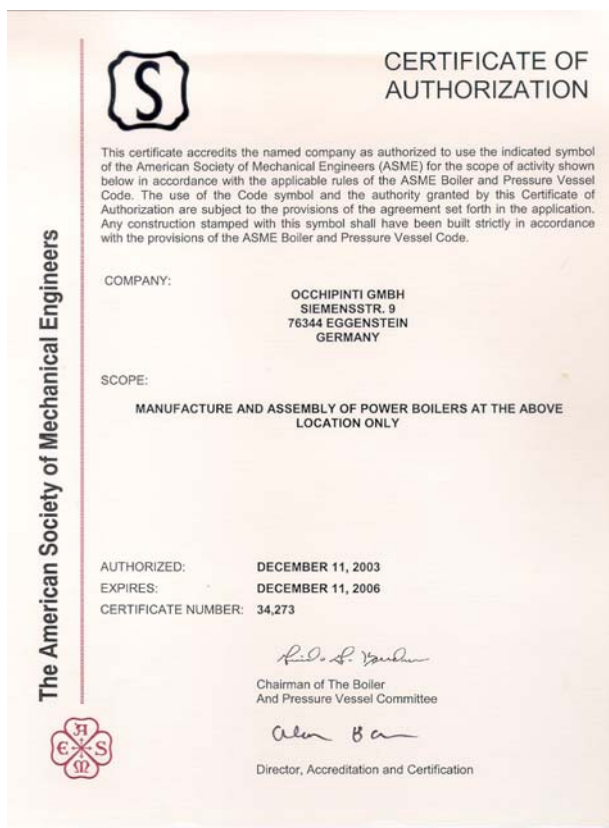 S
CERTIFICATE OF
AUTHORIZATION
This certificate accredits the named company as authorized to use the indicated symbol
of the American Society of Mechanical Engineers (ASME) for the scope of activity shown
below in accordance with the applicable rules of the ASME Boiler and Pressure Vessel
Code. The use of the Code symbol and the authority granted by this Certificate of
Authorization are subject to the provisions of the agreement set forth in the application.
Any construction stamped with this symbol shall have been built strictly in accordance
with the provisions of the ASME Boiler and Pressure Vessel Code.
COMPANY:
OCCHIPINTI GMBH
SIEMENSSTR. 9
76344 EGGENSTEIN
GERMANY
SCOPE:
MANUFACTURE AND ASSEMBLY OF POWER BOILERS AT THE ABOVE
LOCATION ONLY
AUTHORIZED: DECEMBER 11, 2003
EXPIRES: DECEMBER 11, 2006
CERTIFICATE NUMBER: 34,273
Chairman of The Boiler
And Pressure Vessel Committee
Director, Accreditation and Certification
The American Society of Mechanical Engineers
A
E S
M